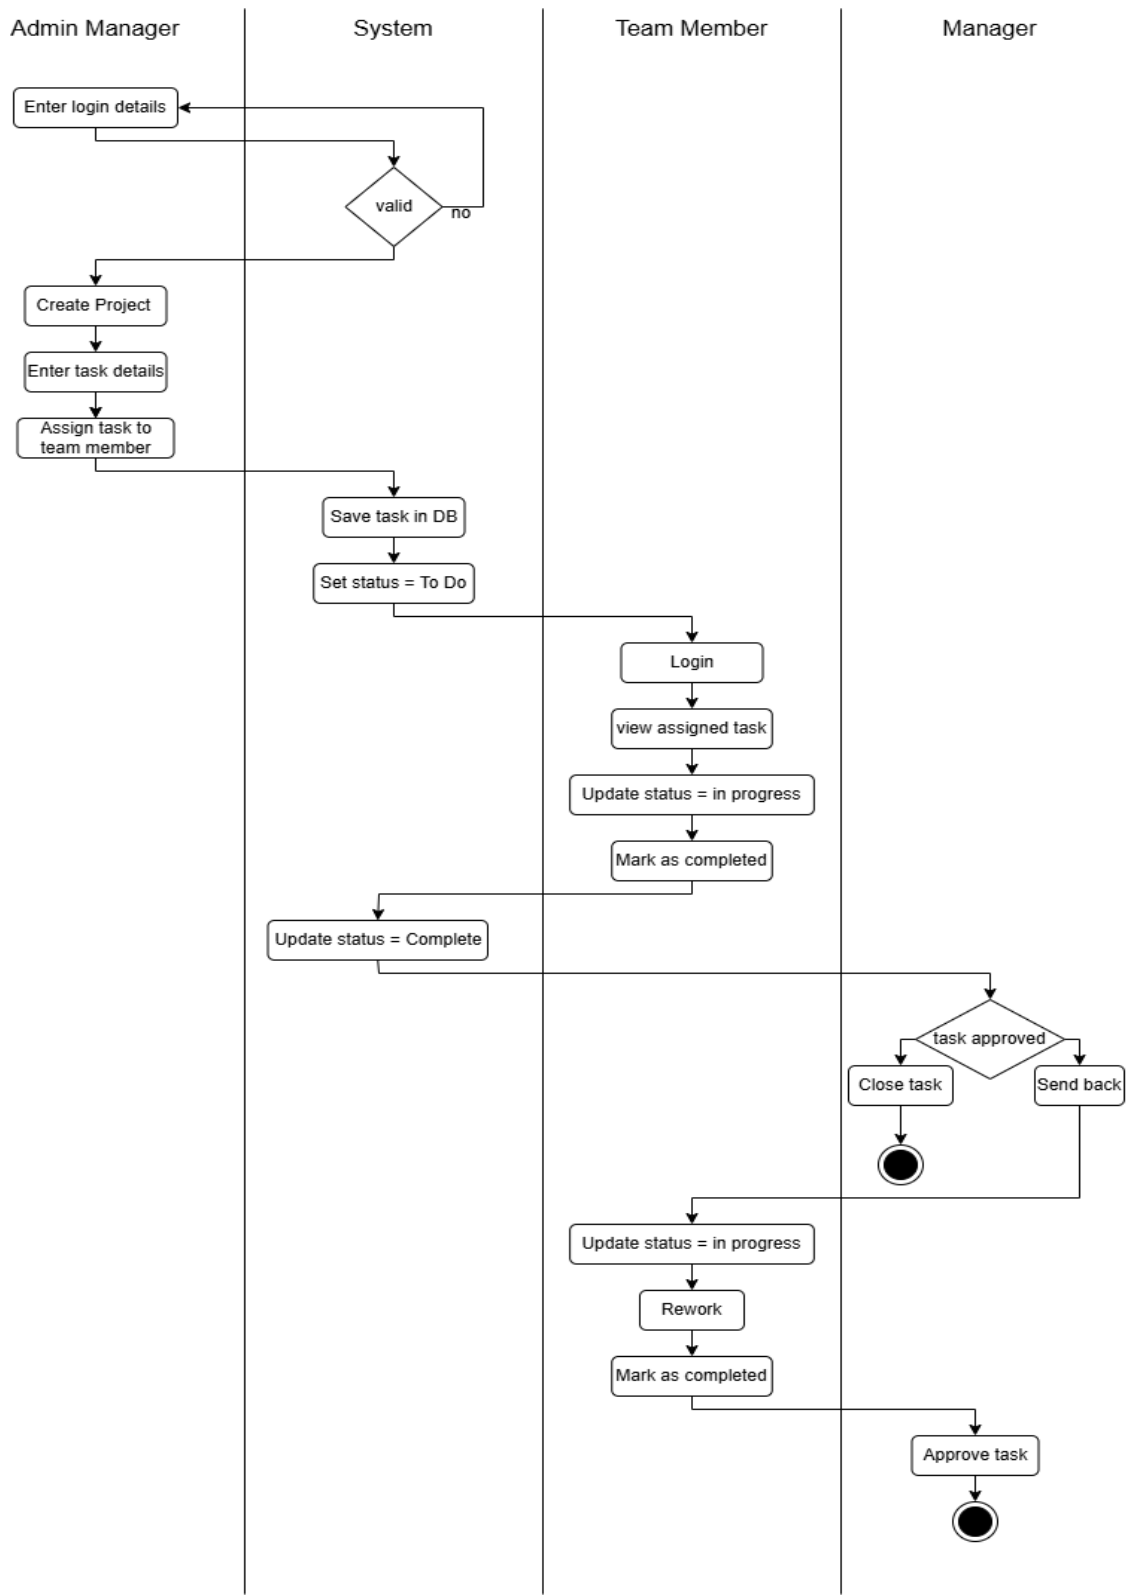 Admin Manager
System
Team Member
Manager
Enter login details
valid
no
Create Project
Enter task details
Assign task to
team member
Save task in DB
Set status = To Do
Login
view assigned task
Update status = in progress
Mark as completed
Update status = Complete
task approved
Close task
Send back
Update status = in progress
Rework
Mark as completed
Approve task